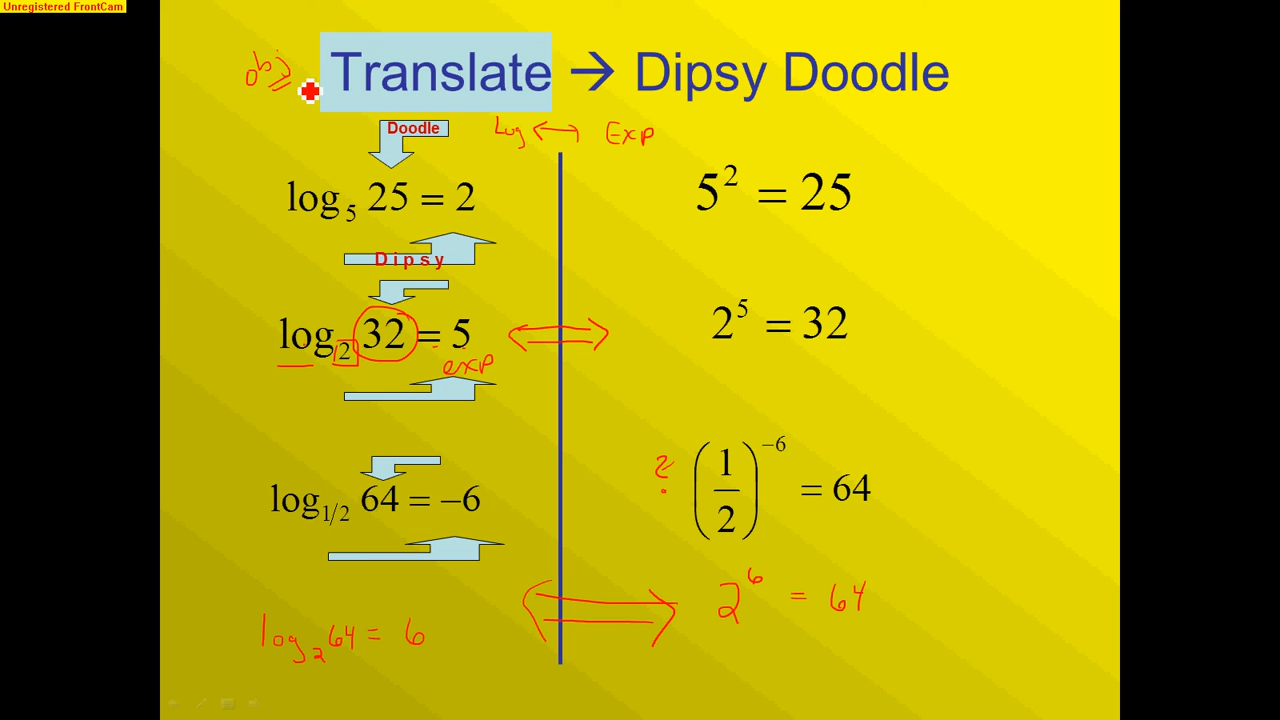 Unregistered FrontCam
obj Translate → Dipsy Doodle
Doodle
Log ↔ Exp
log₅ 25 = 2
5² = 25
Dipsy
log₂ 32 = 5
2⁵ = 32
exp
log₁/₂ 64 = −6
? (1/2)⁻⁶ = 64
2⁶ = 64
log₂ 64 = 6